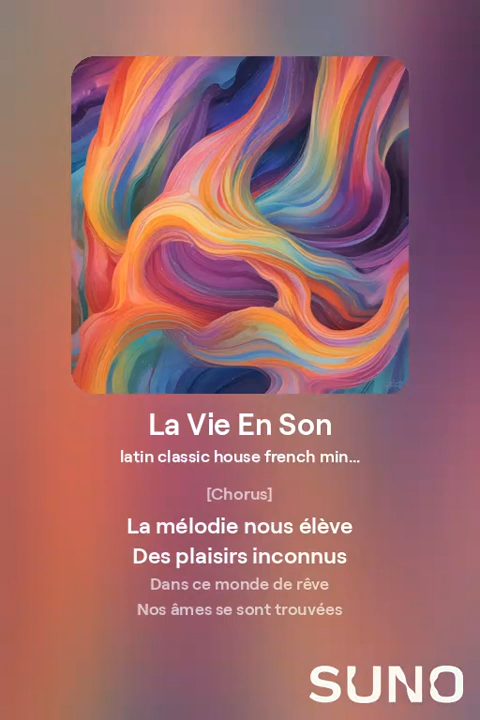 La Vie En Son
latin classic house french min...
[Chorus]
La mélodie nous élève
Des plaisirs inconnus
Dans ce monde de rêve
Nos âmes se sont trouvées
SUNO